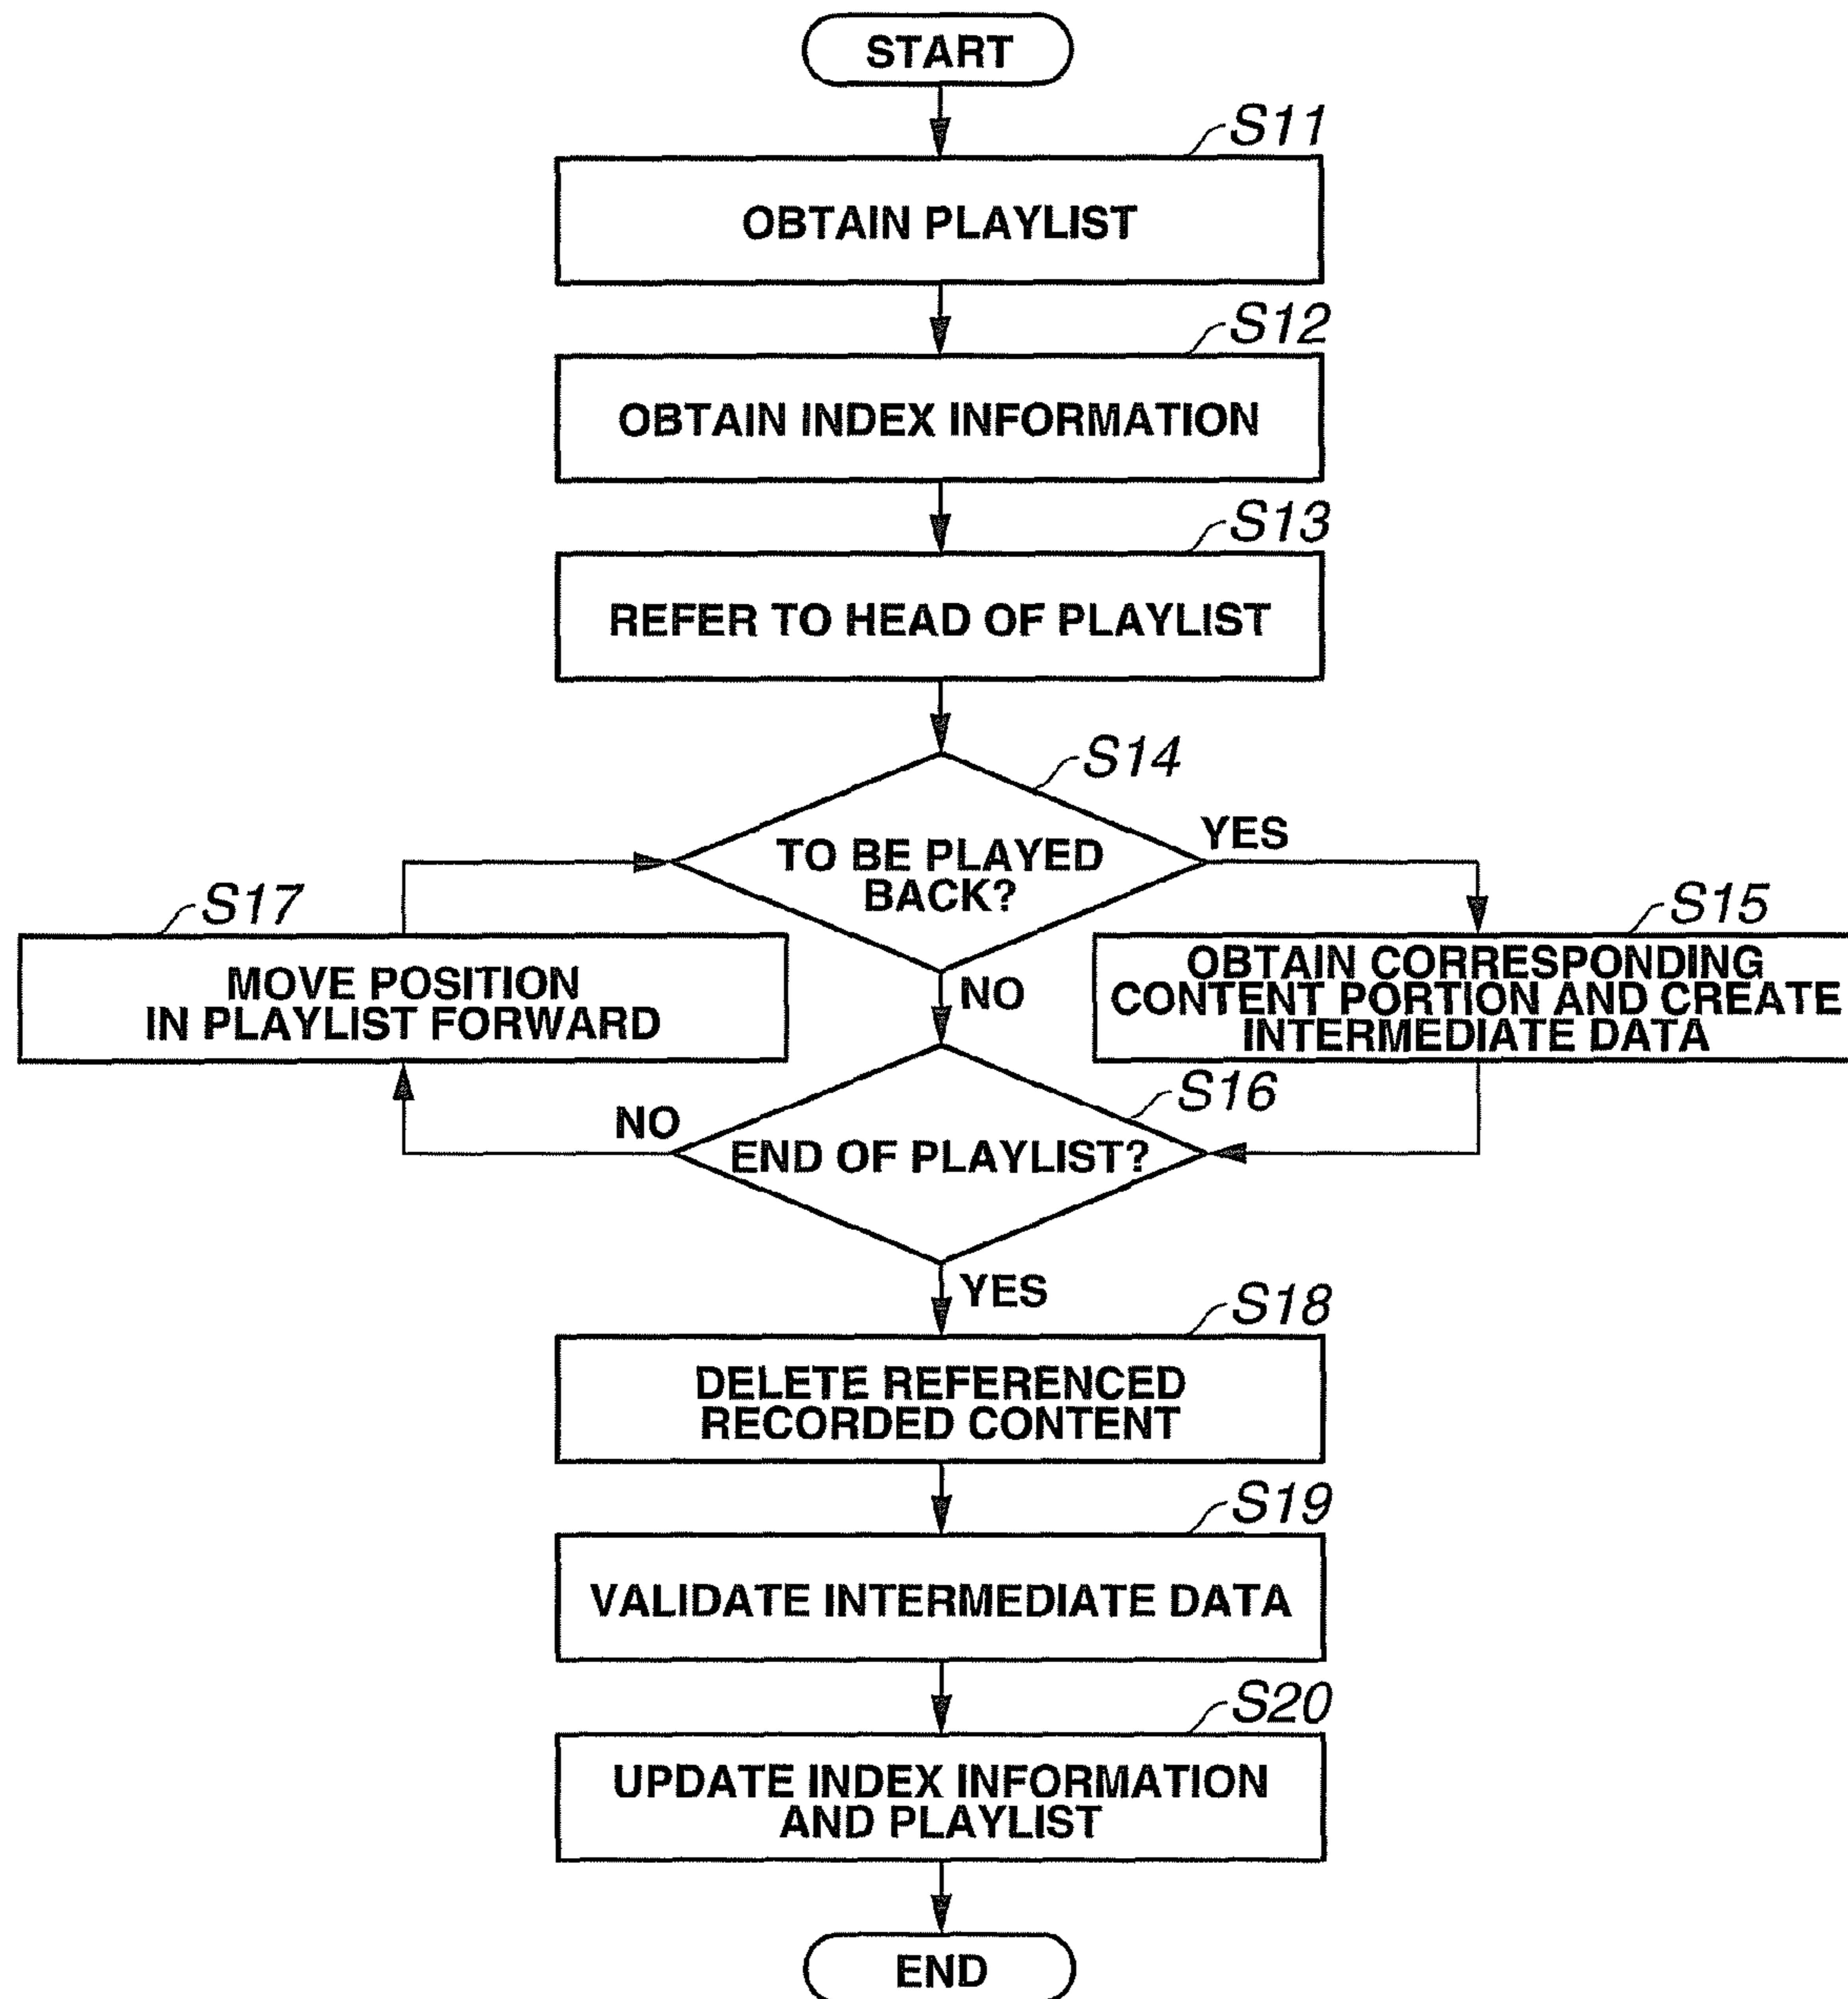 START
S11
OBTAIN PLAYLIST
S12
OBTAIN INDEX INFORMATION
S13
REFER TO HEAD OF PLAYLIST
S14
TO BE PLAYED
BACK?
YES
NO
S15
OBTAIN CORRESPONDING
CONTENT PORTION AND CREATE
INTERMEDIATE DATA
S17
MOVE POSITION
IN PLAYLIST FORWARD
S16
END OF PLAYLIST?
NO
YES
S18
DELETE REFERENCED
RECORDED CONTENT
S19
VALIDATE INTERMEDIATE DATA
S20
UPDATE INDEX INFORMATION
AND PLAYLIST
END